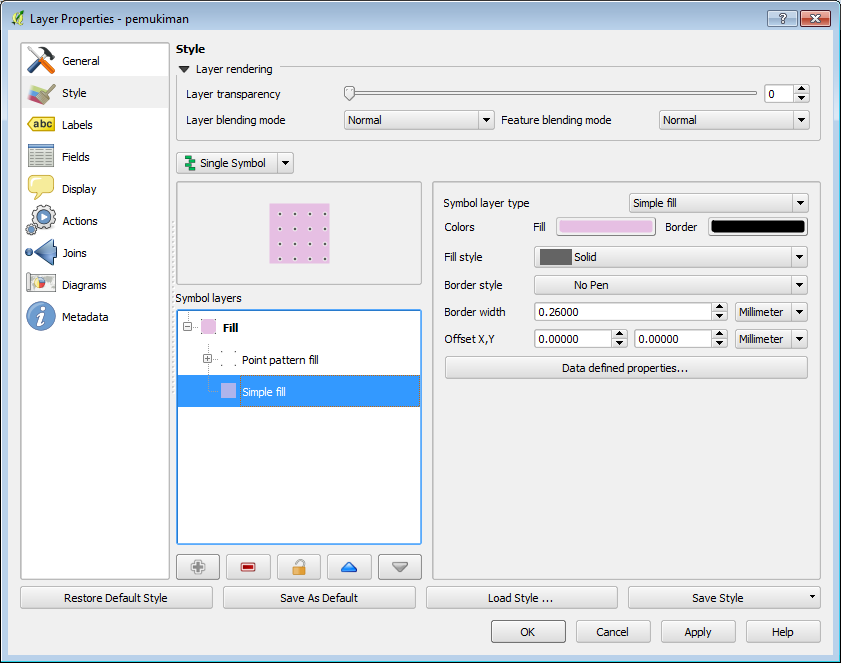 Layer Properties - pemukiman
General
Style
Labels
Fields
Display
Actions
Joins
Diagrams
Metadata
abc
Style
Layer rendering
Layer transparency
0
Layer blending mode
Normal
Feature blending mode
Normal
Single Symbol
Symbol layers
Fill
Point pattern fill
Simple fill
Symbol layer type
Simple fill
Colors
Fill
Border
Fill style
Solid
Border style
No Pen
Border width
0.26000
Millimeter
Offset X,Y
0.00000
0.00000
Millimeter
Data defined properties...
Restore Default Style
Save As Default
Load Style ...
Save Style
OK
Cancel
Apply
Help